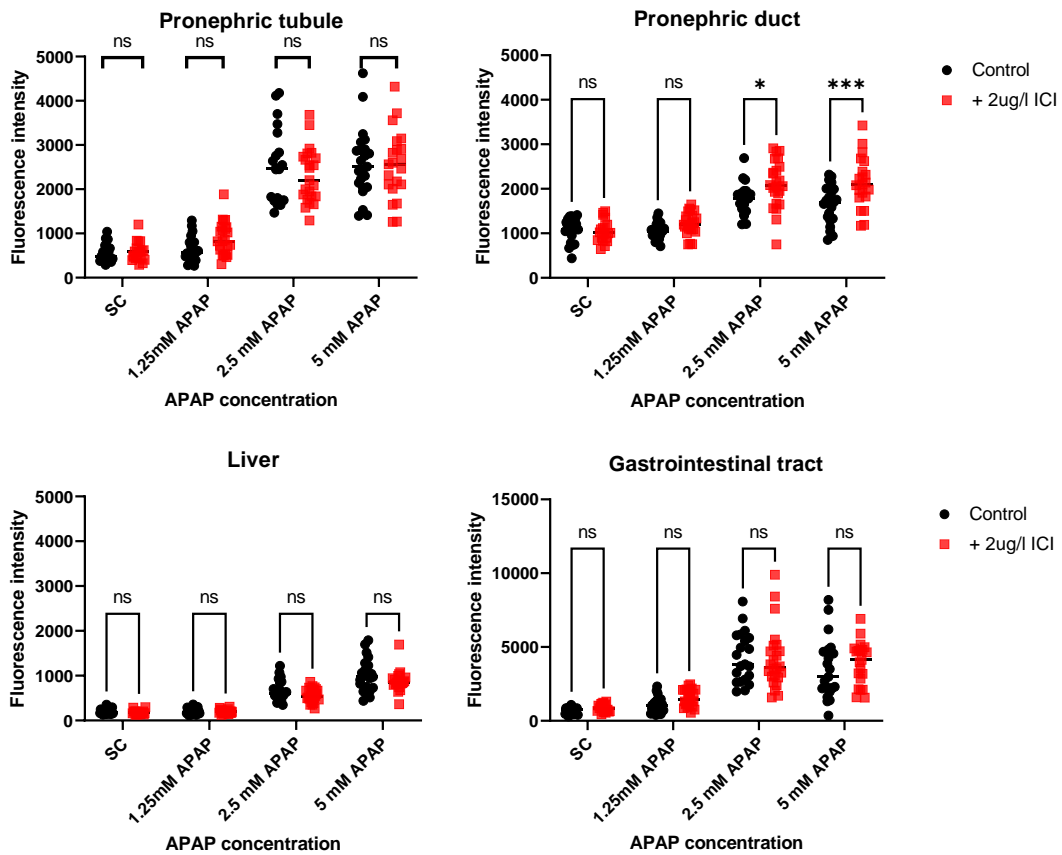 Pronephric tubule
ns ns ns ns
5000
4000
3000
2000
1000
0
Fluorescence intensity
SC
1.25mM APAP
2.5 mM APAP
5 mM APAP
APAP concentration
Pronephric duct
ns ns * ***
5000
4000
3000
2000
1000
0
Fluorescence intensity
SC
1.25mM APAP
2.5 mM APAP
5 mM APAP
APAP concentration
Control
+ 2ug/l ICI
Liver
ns ns ns ns
5000
4000
3000
2000
1000
0
Fluorescence intensity
SC
1.25mM APAP
2.5 mM APAP
5 mM APAP
APAP concentration
Gastrointestinal tract
ns ns ns ns
15000
10000
5000
0
Fluorescence intensity
SC
1.25mM APAP
2.5 mM APAP
5 mM APAP
APAP concentration
Control
+ 2ug/l ICI